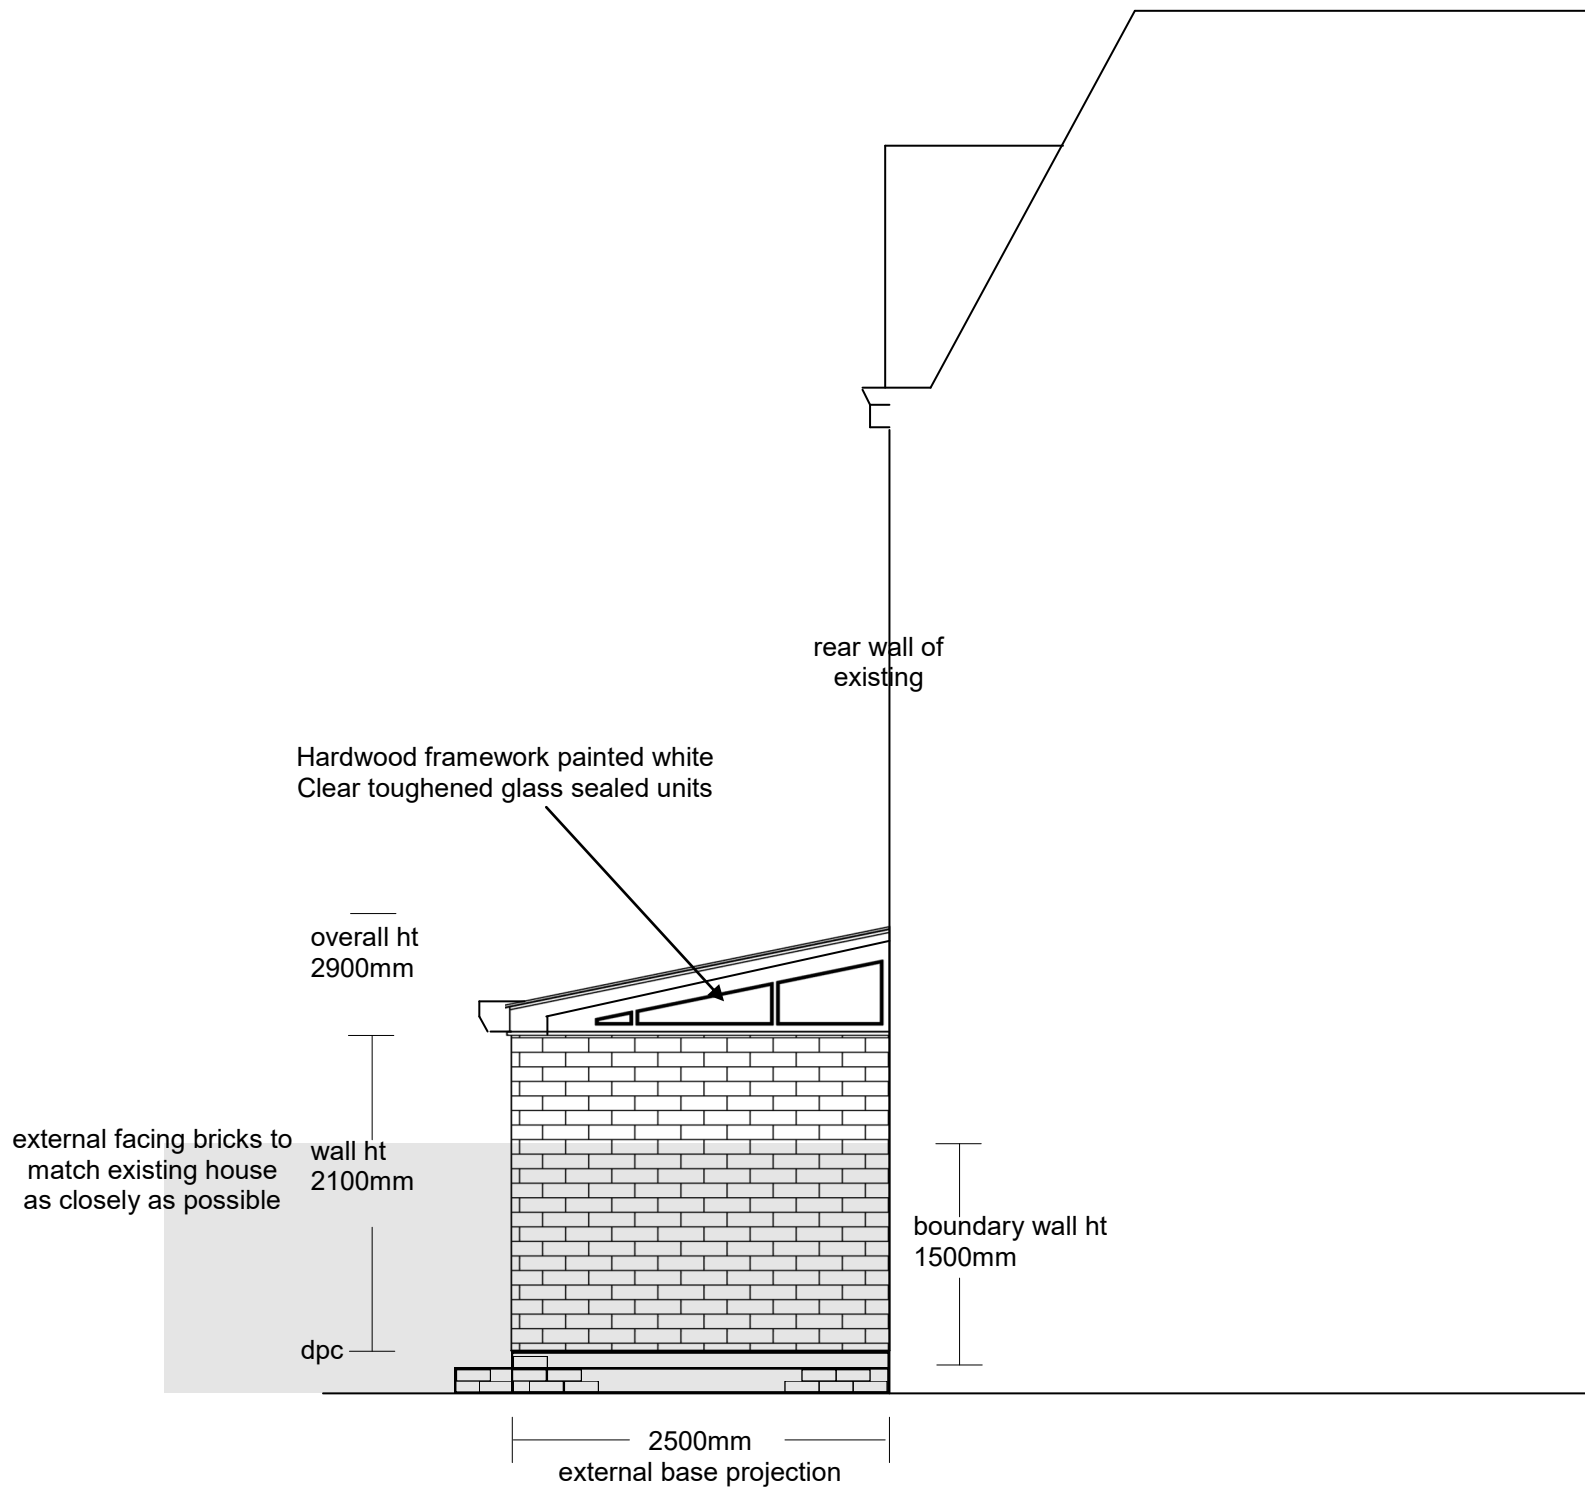 rear wall of
existing
Hardwood framework painted white
Clear toughened glass sealed units
overall ht
2900mm
external facing bricks to
match existing house
as closely as possible
wall ht
2100mm
boundary wall ht
1500mm
dpc
2500mm
external base projection